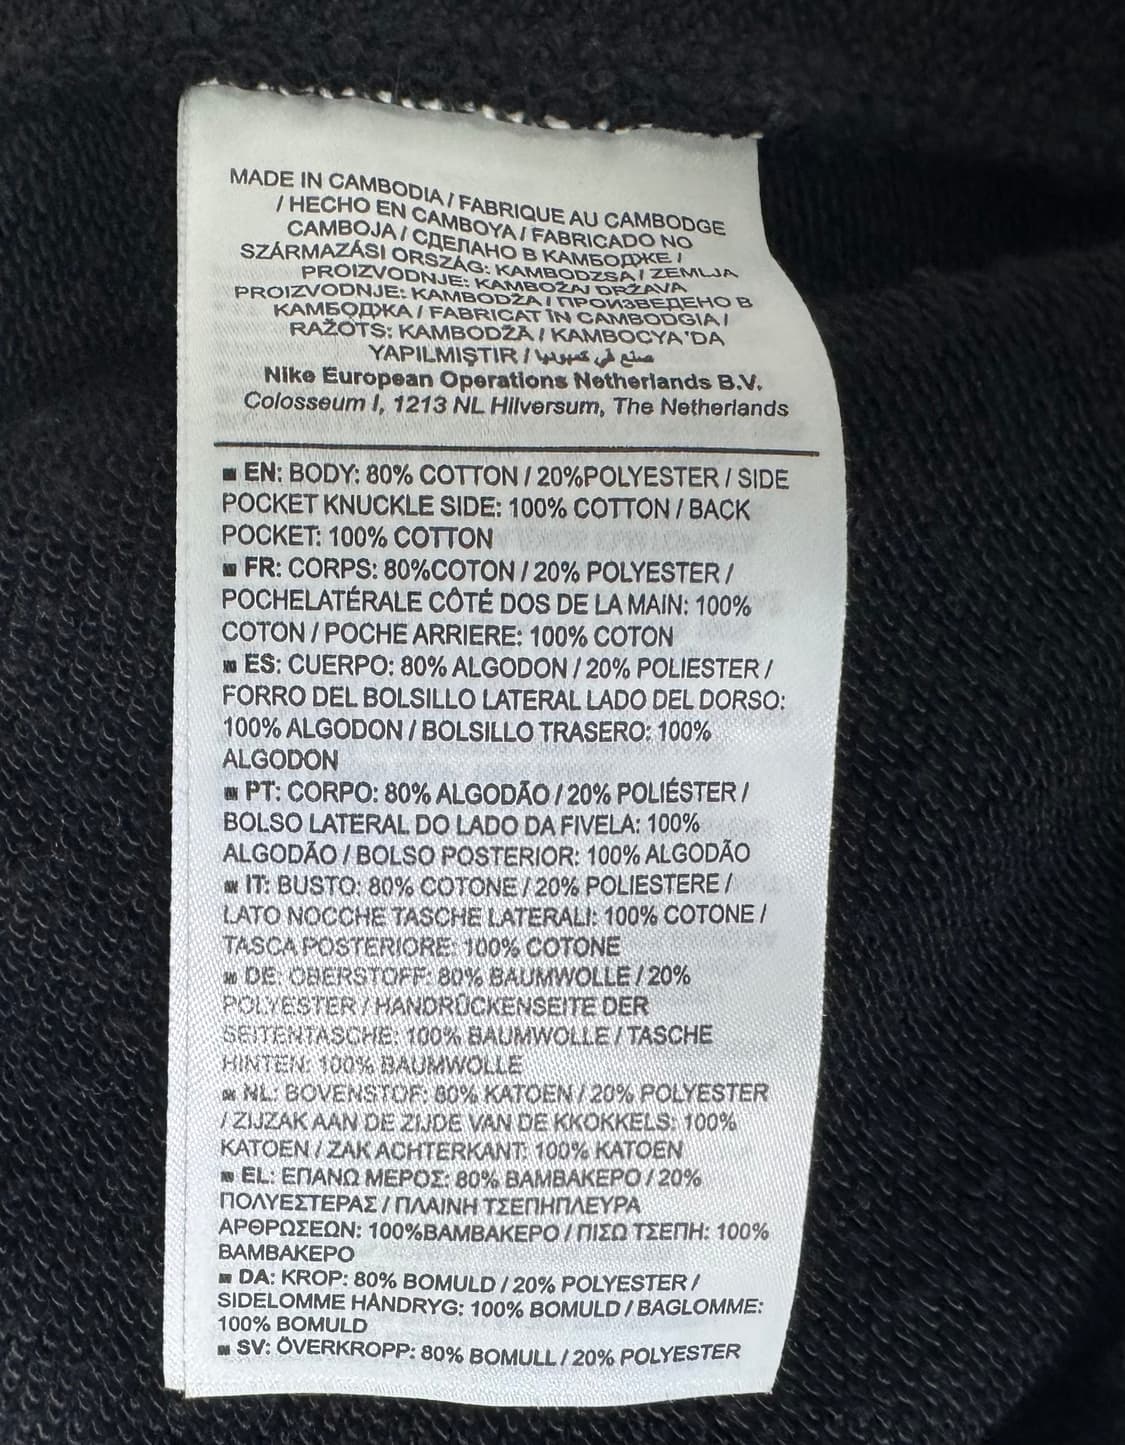 MADE IN CAMBODIA / FABRIQUE AU CAMBODGE
/ HECHO EN CAMBOYA / FABRICADO NO
CAMBOJA / СДЕЛАНО В КАМБОДЖЕ /
SZÁRMAZÁSI ORSZÁG: KAMBODZSA / ZEMLJA
PROIZVODNJE: KAMBOŽAJ DRŽAVA
PROIZVODNJE: KAMBODŽA / ПРОИЗВЕДЕНО В
КАМБОДЖА / FABRICAT ÎN CAMBODGIA /
RAŽOTS: KAMBODŽA / KAMBOÇYA'DA
YAPILMIŞTIR / صنع في كمبوديا
Nike European Operations Netherlands B.V.
Colosseum 1, 1213 NL Hilversum, The Netherlands
■ EN: BODY: 80% COTTON / 20%POLYESTER / SIDE
POCKET KNUCKLE SIDE: 100% COTTON / BACK
POCKET: 100% COTTON
■ FR: CORPS: 80%COTON / 20% POLYESTER /
POCHELATÉRALE CÔTÉ DOS DE LA MAIN: 100%
COTON / POCHE ARRIERE: 100% COTON
■ ES: CUERPO: 80% ALGODON / 20% POLIESTER /
FORRO DEL BOLSILLO LATERAL LADO DEL DORSO:
100% ALGODON / BOLSILLO TRASERO: 100%
ALGODON
■ PT: CORPO: 80% ALGODÃO / 20% POLIÉSTER /
BOLSO LATERAL DO LADO DA FIVELA: 100%
ALGODÃO / BOLSO POSTERIOR: 100% ALGODÃO
■ IT: BUSTO: 80% COTONE / 20% POLIESTERE /
LATO NOCCHE TASCHE LATERALI: 100% COTONE /
TASCA POSTERIORE: 100% COTONE
■ DE: OBERSTOFF: 80% BAUMWOLLE / 20%
POLYESTER / HANDRÜCKENSEITE DER
SEITENTASCHE: 100% BAUMWOLLE / TASCHE
HINTEN: 100% BAUMWOLLE
■ NL: BOVENSTOF: 80% KATOEN / 20% POLYESTER
/ ZIJZAK AAN DE ZIJDE VAN DE KKOKKELS: 100%
KATOEN / ZAK ACHTERKANT: 100% KATOEN
■ EL: ΕΠΑΝΩ ΜΕΡΟΣ: 80% ΒΑΜΒΑΚΕΡΟ / 20%
ΠΟΛΥΕΣΤΕΡΑΣ / ΠΛΑΙΝΗ ΤΣΕΠΗΠΛΕΥΡΑ
ΑΡΘΡΩΣΕΩΝ: 100%ΒΑΜΒΑΚΕΡΟ / ΠΙΣΩ ΤΣΕΠΗ: 100%
ΒΑΜΒΑΚΕΡΟ
■ DA: KROP: 80% BOMULD / 20% POLYESTER /
SIDELOMME HÅNDRYG: 100% BOMULD / BAGLOMME:
100% BOMULD
■ SV: ÖVERKROPP: 80% BOMULL / 20% POLYESTER